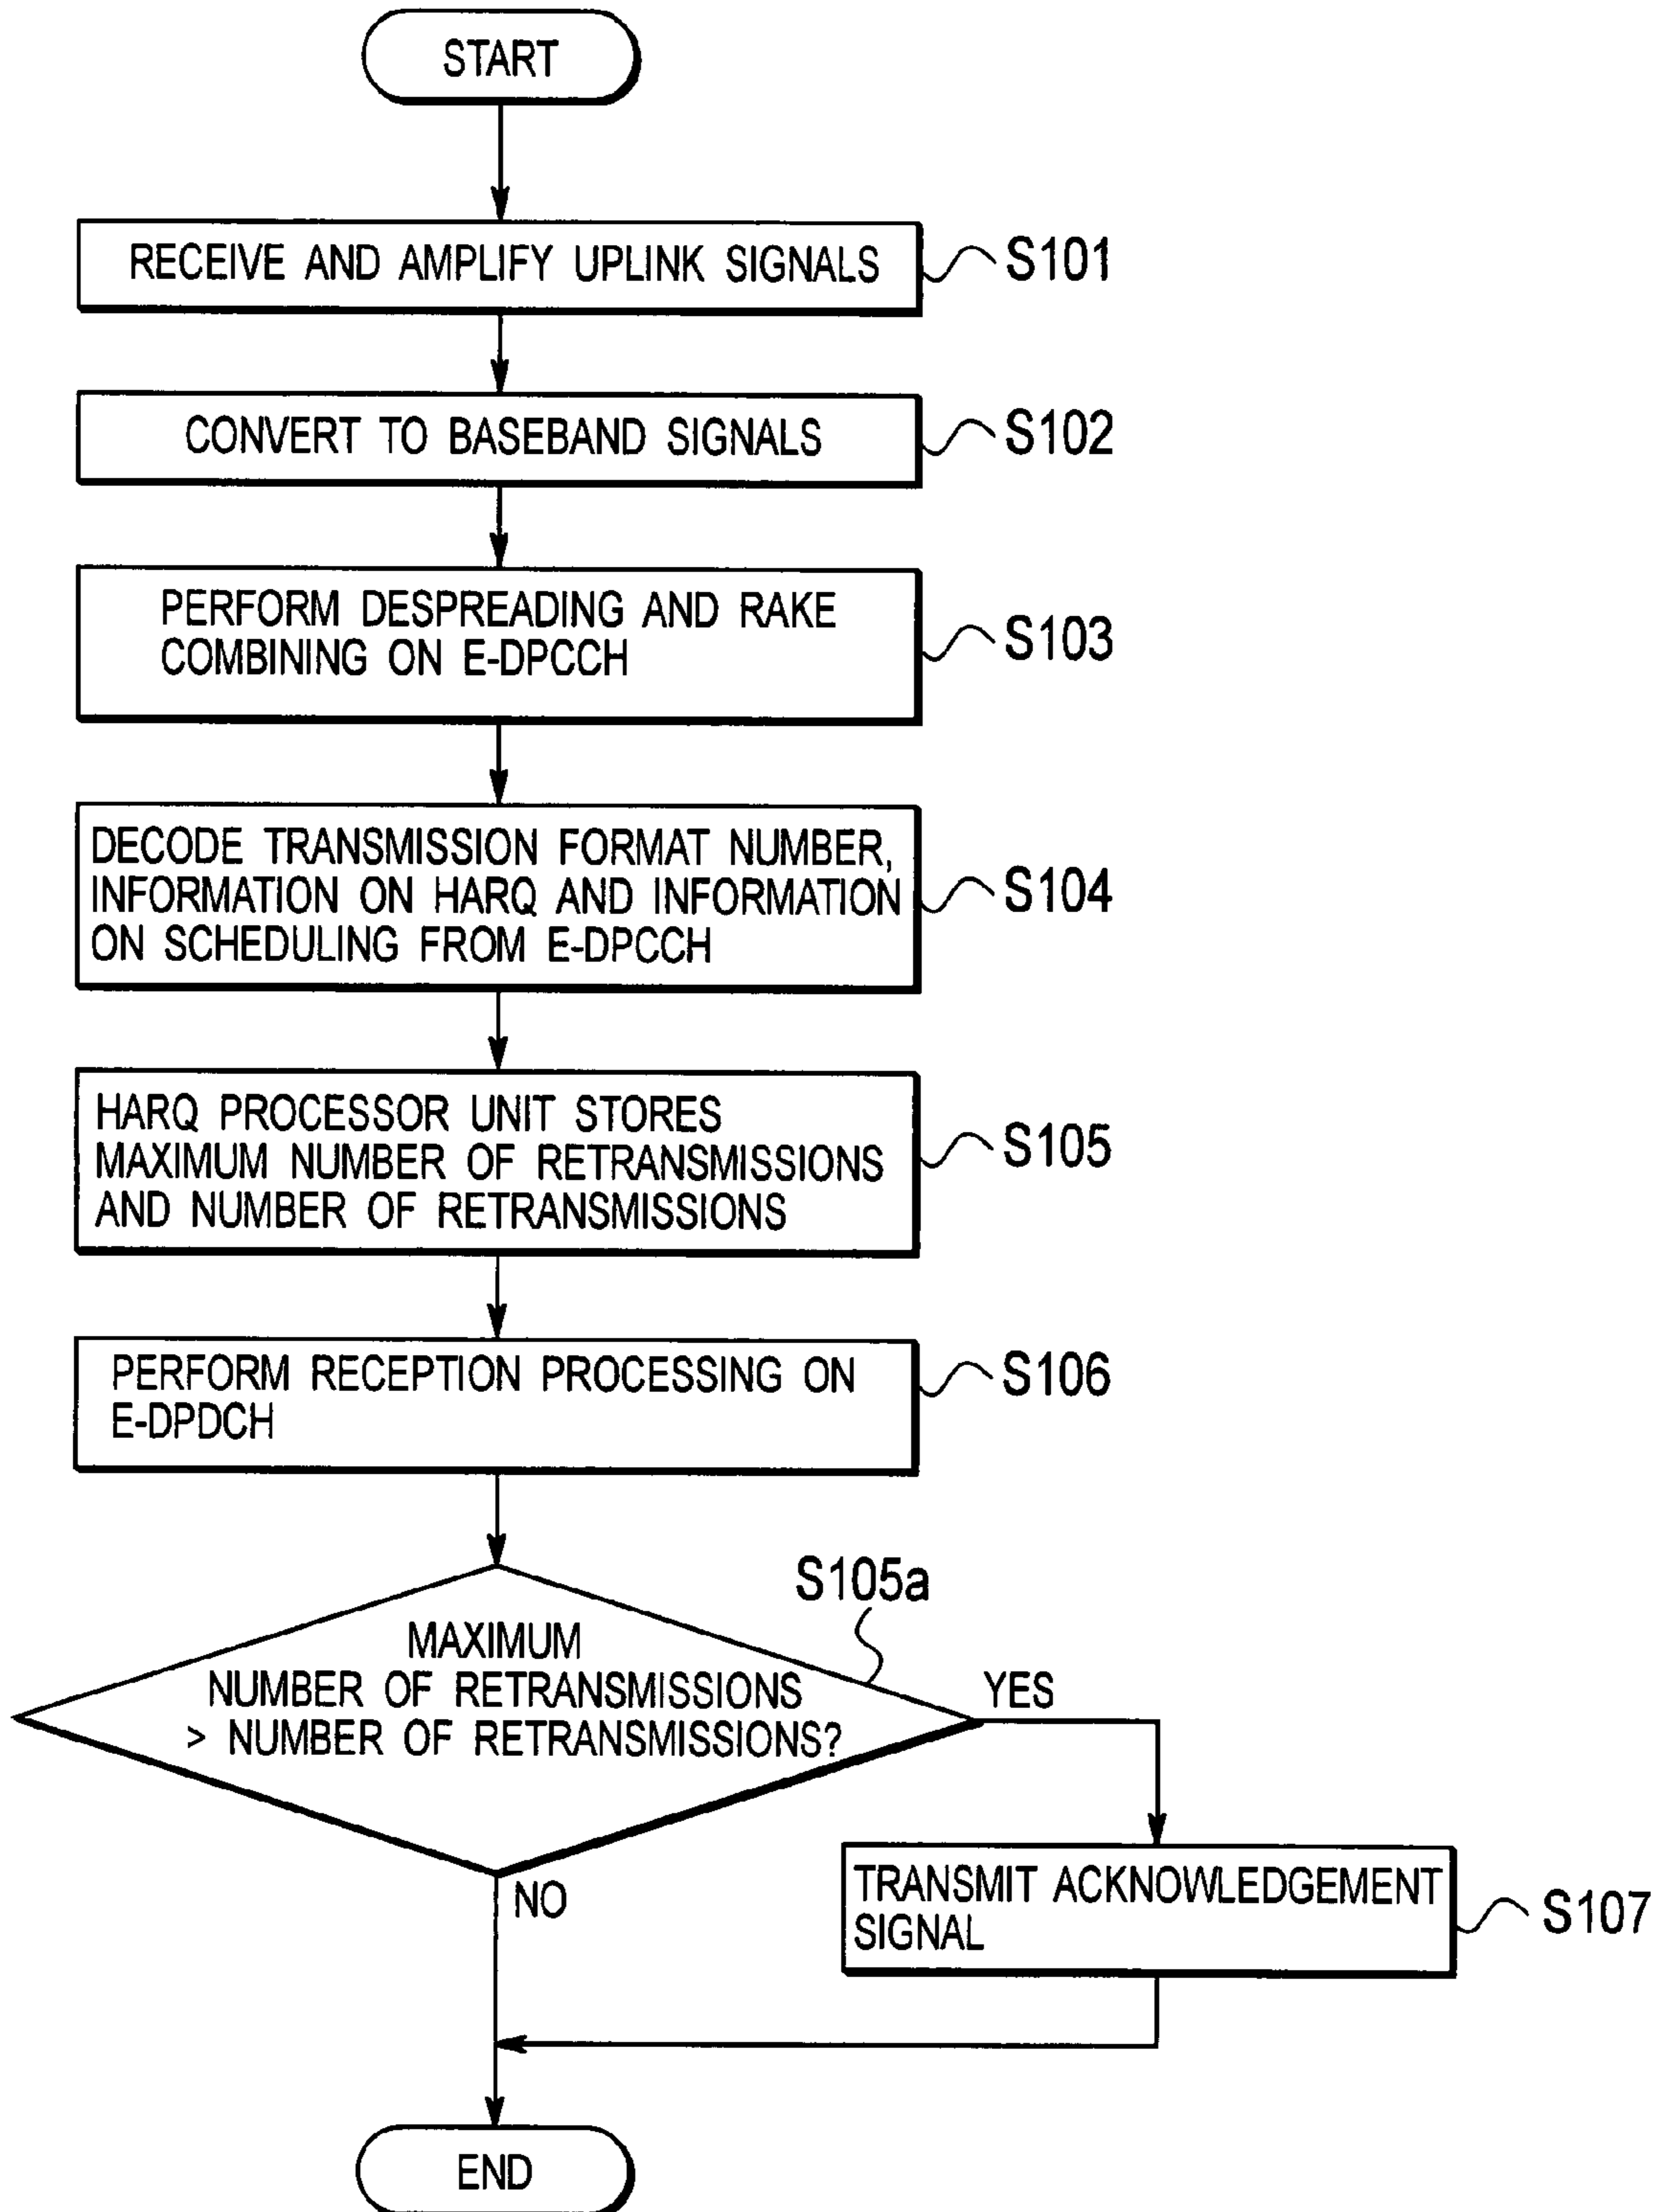 START
RECEIVE AND AMPLIFY UPLINK SIGNALS
S101
CONVERT TO BASEBAND SIGNALS
S102
PERFORM DESPREADING AND RAKE
COMBINING ON E-DPCCH
S103
DECODE TRANSMISSION FORMAT NUMBER,
INFORMATION ON HARQ AND INFORMATION
ON SCHEDULING FROM E-DPCCH
S104
HARQ PROCESSOR UNIT STORES
MAXIMUM NUMBER OF RETRANSMISSIONS
AND NUMBER OF RETRANSMISSIONS
S105
PERFORM RECEPTION PROCESSING ON
E-DPDCH
S106
S105a
MAXIMUM
NUMBER OF RETRANSMISSIONS
> NUMBER OF RETRANSMISSIONS?
YES
NO
TRANSMIT ACKNOWLEDGEMENT
SIGNAL
S107
END